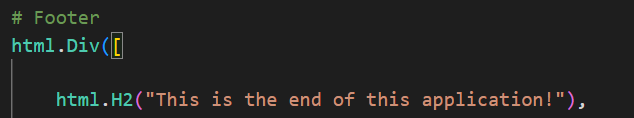 # Footer
html.Div([
html.H2("This is the end of this application!"),